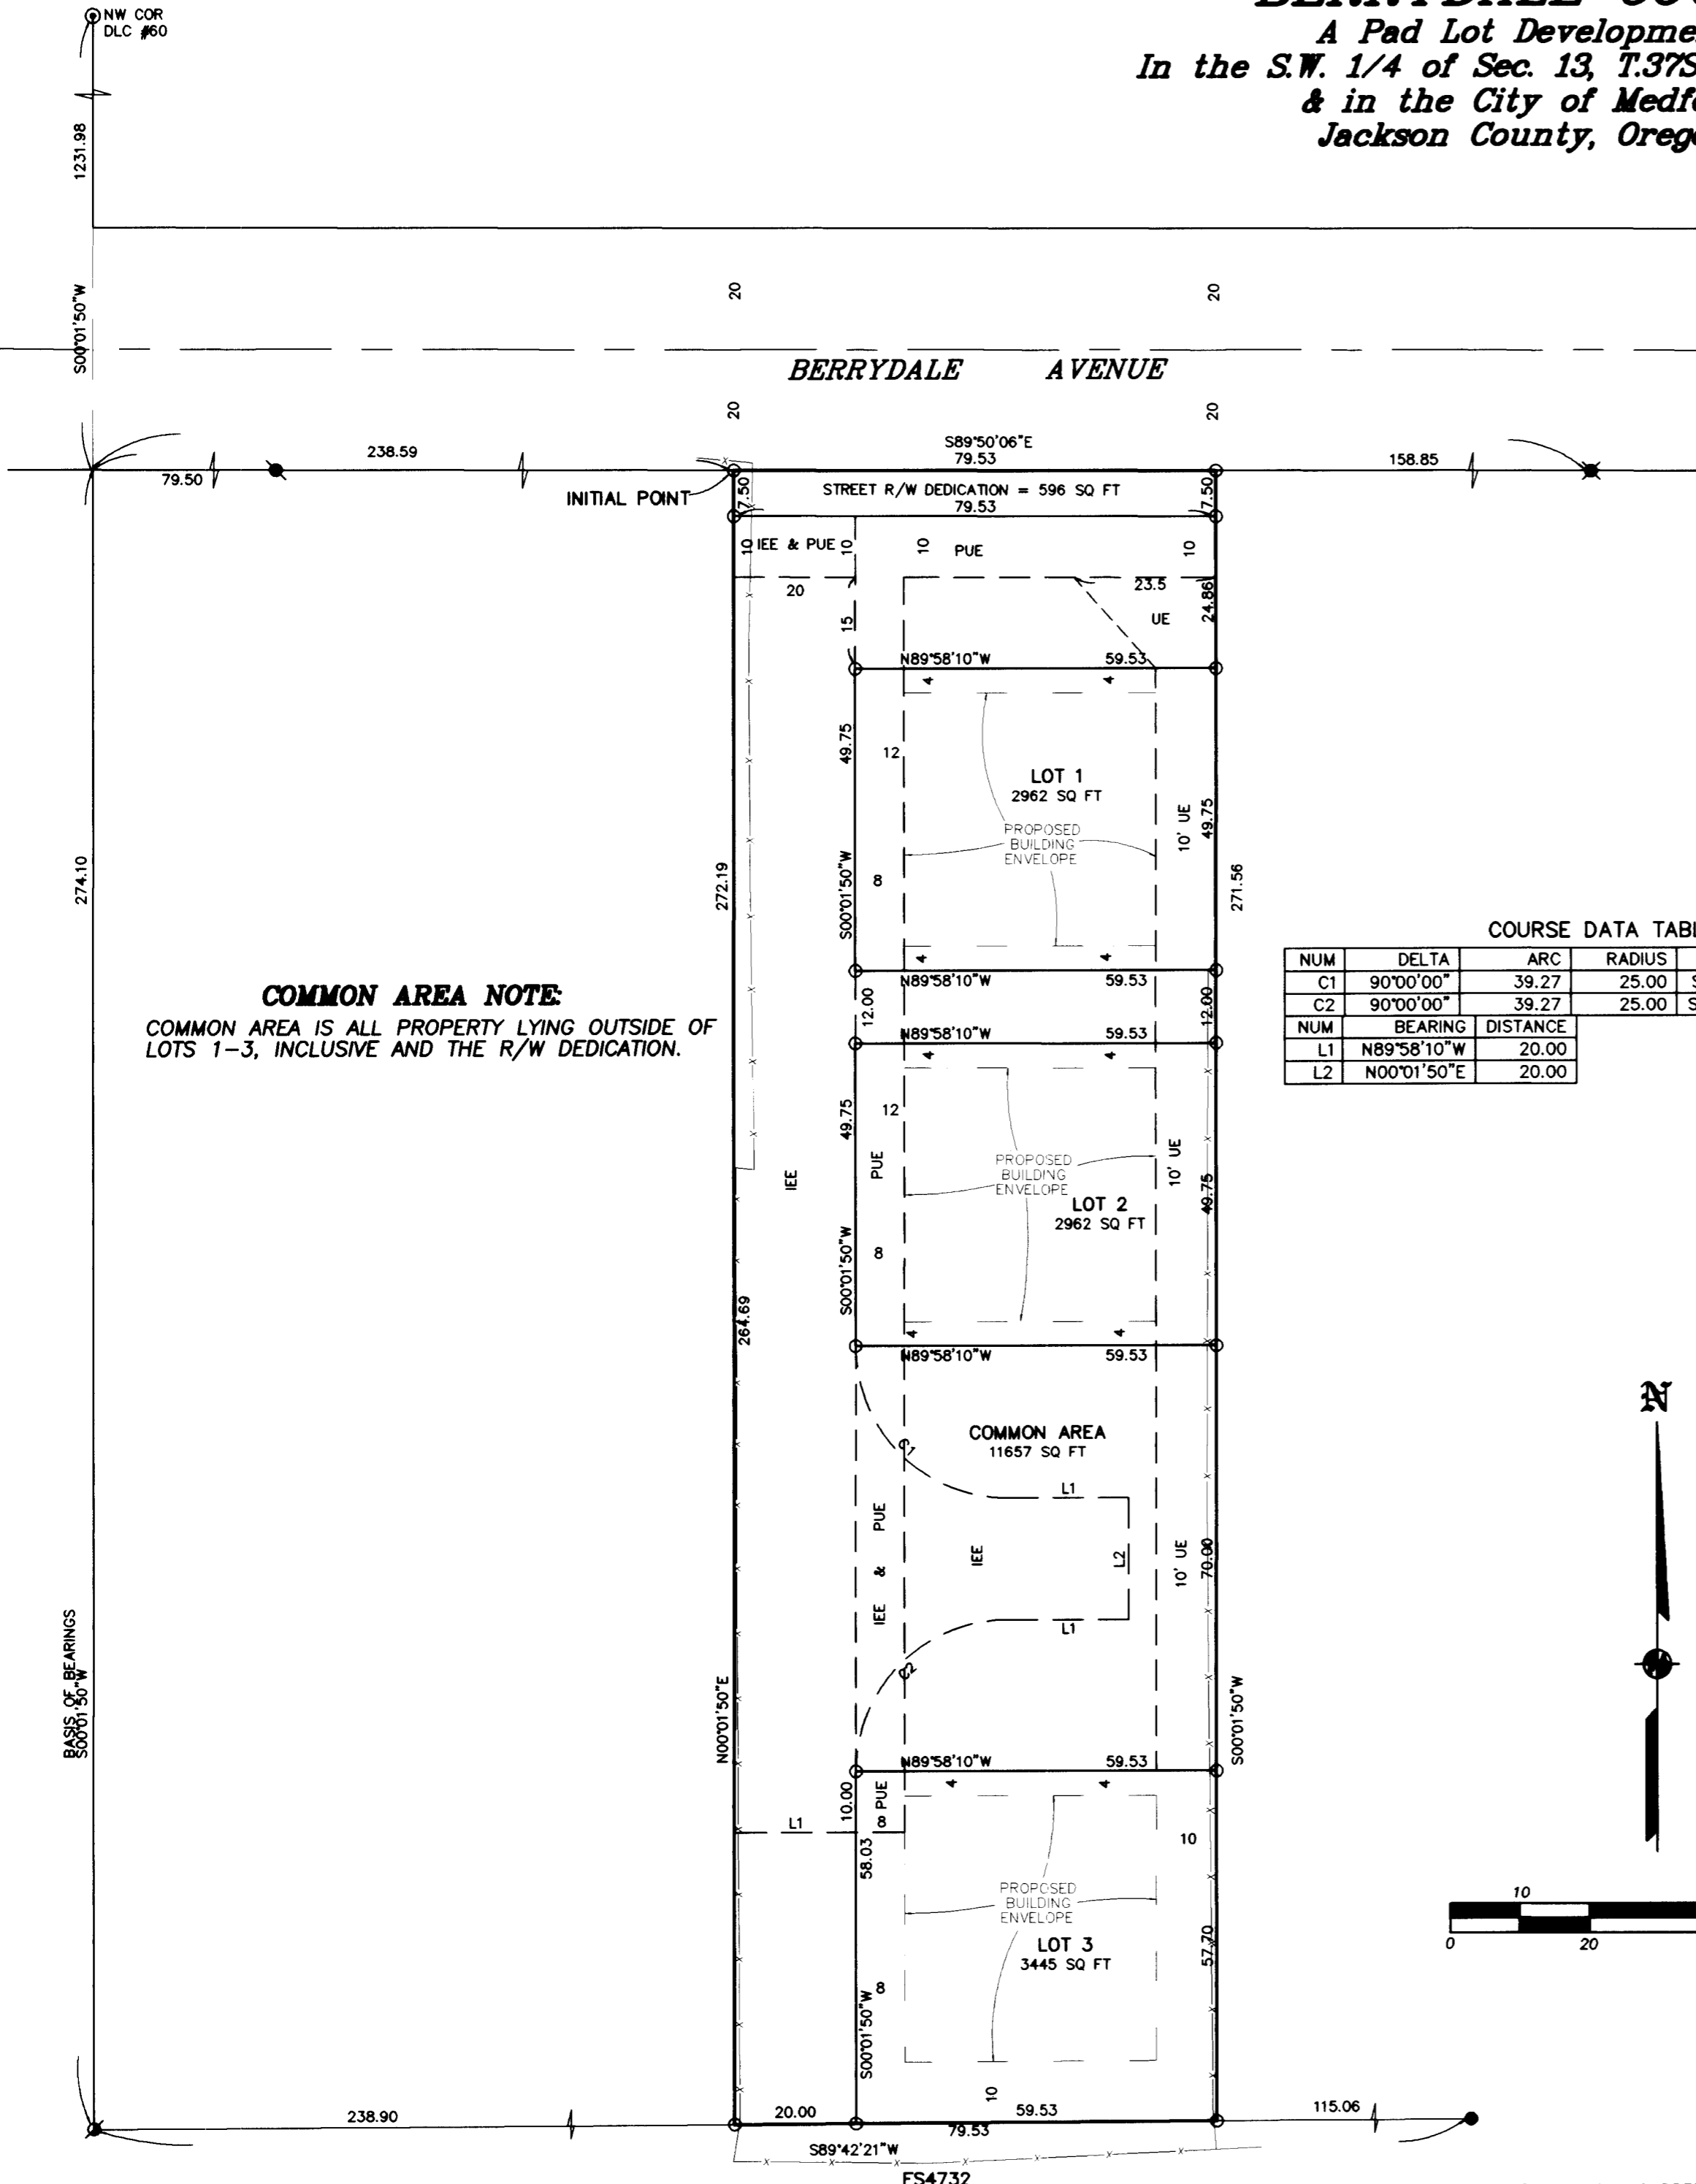 A Pad Lot Developme
In the S.W. 1/4 of Sec. 13, T.37S
& in the City of Medfo
Jackson County, Orego
NW COR
DLC #60
1231.98
S00°01'50"W
20
20
BERRYDALE AVENUE
20
20
238.59
79.50
S89°50'06"E
79.53
158.85
INITIAL POINT
7.50
STREET R/W DEDICATION = 596 SQ FT
79.53
7.50
10
IEE & PUE
10
10
PUE
10
20
23.5
24.86
UE
15
N89°58'10"W 59.53
4
4
49.75
12
LOT 1
2962 SQ FT
PROPOSED
BUILDING
ENVELOPE
10' UE
49.75
S00°01'50"W
8
274.10
272.19
271.56
4
4
N89°58'10"W 59.53
12.00
12.00
COMMON AREA NOTE:
COMMON AREA IS ALL PROPERTY LYING OUTSIDE OF
LOTS 1-3, INCLUSIVE AND THE R/W DEDICATION.
COURSE DATA TABL
NUM DELTA ARC RADIUS
C1 90°00'00" 39.27 25.00 S
C2 90°00'00" 39.27 25.00 S
NUM BEARING DISTANCE
L1 N89°58'10"W 20.00
L2 N00°01'50"E 20.00
N89°58'10"W 59.53
4
4
49.75
12
IEE
PUE
PROPOSED
BUILDING
ENVELOPE
10' UE
49.75
LOT 2
2962 SQ FT
S00°01'50"W
8
264.69
4
4
N89°58'10"W 59.53
N
COMMON AREA
11657 SQ FT
C1
L1
IEE & PUE
IEE
L2
10' UE
70.00
L1
C2
BASIS OF BEARINGS
S00°01'50"W
N00°01'50"E
S00°01'50"W
N89°58'10"W 59.53
10.00
8 PUE
4
4
L1
58.03
10
PROPOSED
BUILDING
ENVELOPE
LOT 3
3445 SQ FT
57.70
10
0
20
S00°01'50"W
8
10
238.90
20.00
59.53
79.53
115.06
S89°42'21"W
FS4732